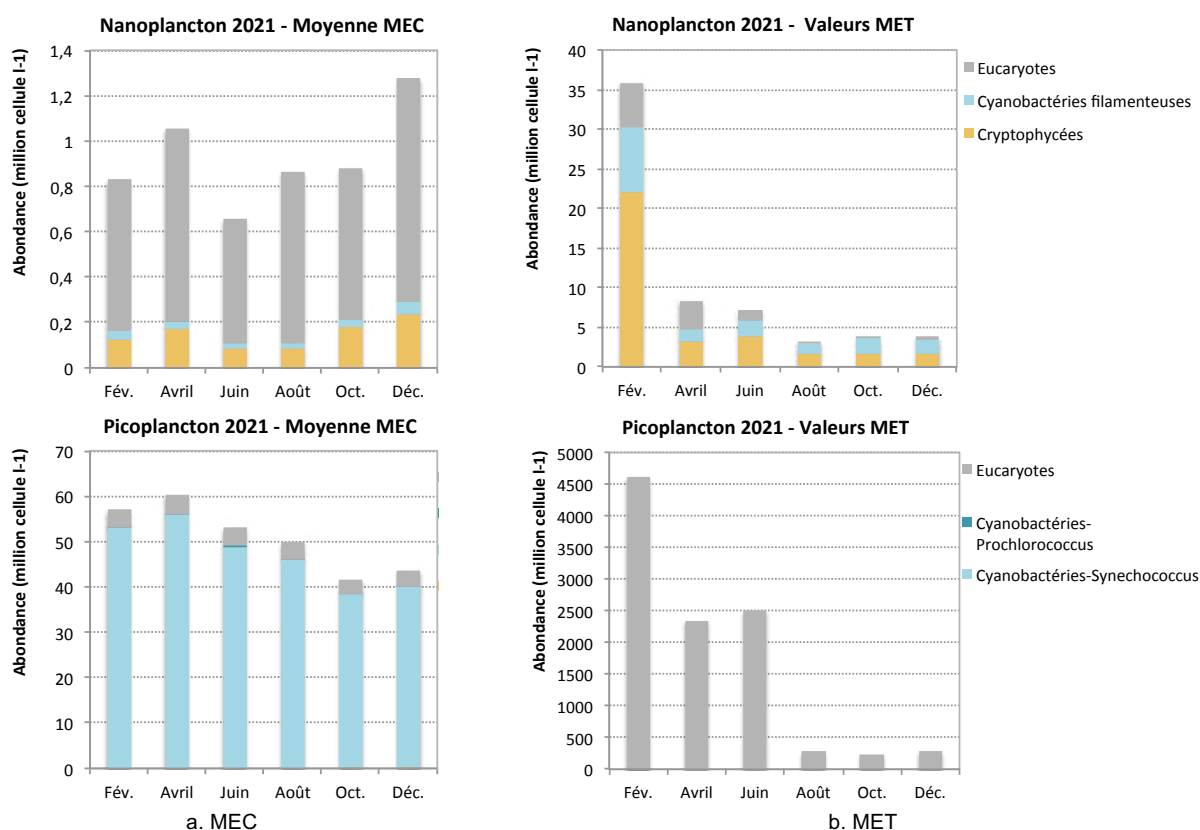 Nanoplancton 2021 - Moyenne MEC
Abondance (million cellule l-1)
1,4
1,2
1
0,8
0,6
0,4
0,2
0
Fév. Avril Juin Août Oct. Déc.
Nanoplancton 2021 - Valeurs MET
Abondance (million cellule l-1)
40
35
30
25
20
15
10
5
0
Fév. Avril Juin Août Oct. Déc.
Eucaryotes
Cyanobactéries filamenteuses
Cryptophycées
Picoplancton 2021 - Moyenne MEC
Abondance (million cellule l-1)
70
60
50
40
30
20
10
0
Fév. Avril Juin Août Oct. Déc.
a. MEC
Picoplancton 2021 - Valeurs MET
Abondance (million cellule l-1)
5000
4500
4000
3500
3000
2500
2000
1500
1000
500
0
Fév. Avril Juin Août Oct. Déc.
Eucaryotes
Cyanobactéries-
Prochlorococcus
Cyanobactéries-Synechococcus
b. MET